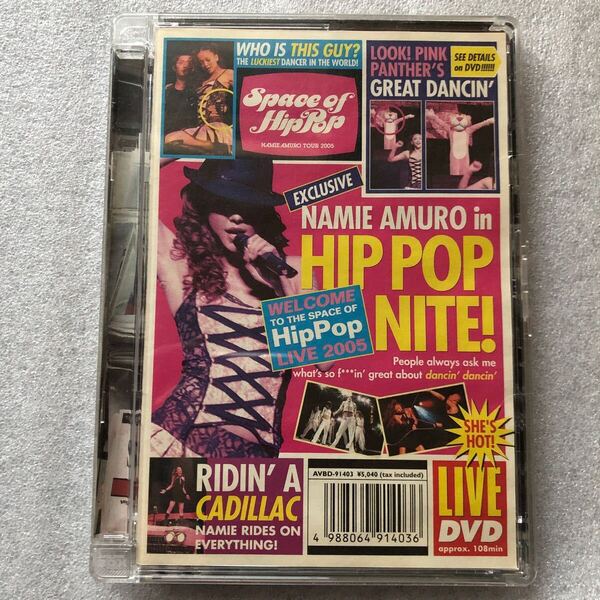 WHO IS THIS GUY?
THE LUCKIEST DANCER IN THE WORLD!
Space of
HipPop
NAMIE AMURO TOUR 2005
LOOK! PINK
PANTHER'S
GREAT DANCIN'
SEE DETAILS
on DVD!!!!!!
EXCLUSIVE
NAMIE AMURO in
HIP POP
NITE!
WELCOME
TO THE SPACE OF
HipPop
LIVE 2005
People always ask me
what's so f***in' great about dancin' dancin'
SHE'S
HOT!
RIDIN' A
CADILLAC
NAMIE RIDES ON
EVERYTHING!
AVBD-91403 ¥5,040 (tax included)
4 988064 914036
LIVE
DVD
approx. 108min